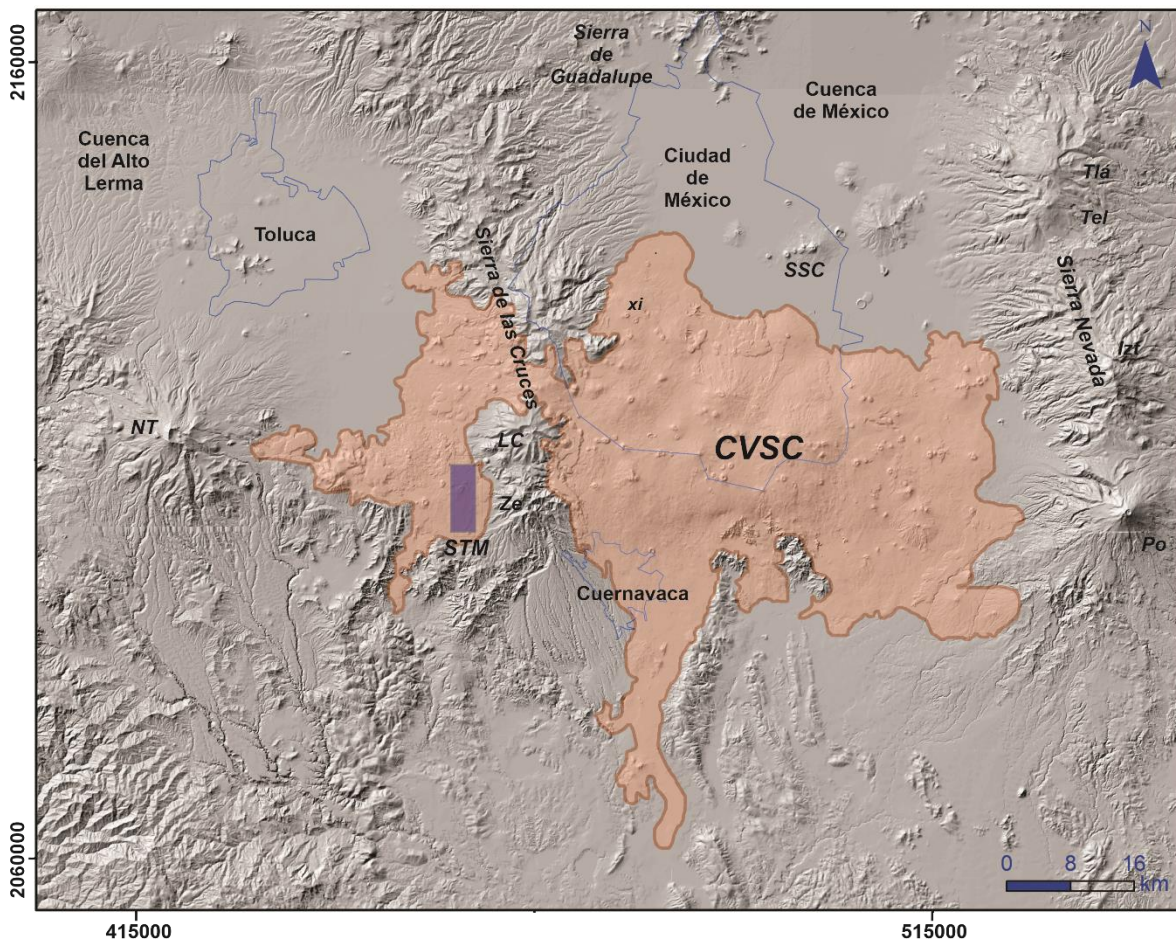 2160000
2060000
415000
515000
N
Sierra
de
Guadalupe
Cuenca
de México
Cuenca
del Alto
Lerma
Ciudad
de
México
Tlá
Tel
Toluca
Sierra de las Cruces
SSC
Sierra Nevada
xi
Izt
NT
LC
CVSC
Ze
STM
Po
Cuernavaca
0 8 16
km